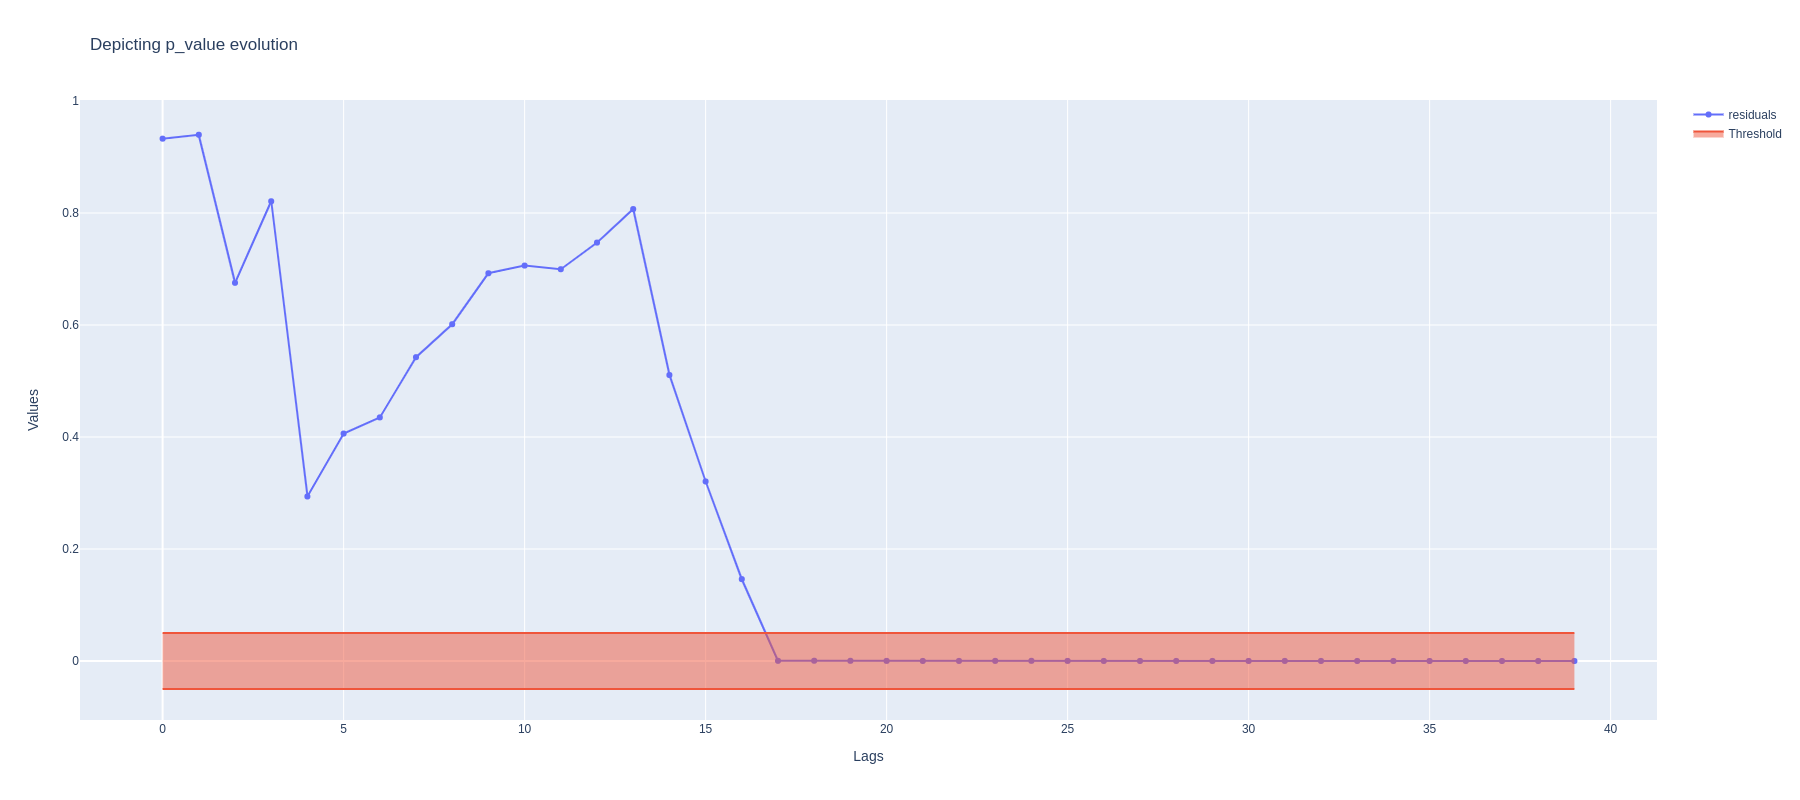 Depicting p_value evolution
1
0.8
0.6
0.4
0.2
0
Values
0 5 10 15 20 25 30 35 40
Lags
residuals
Threshold